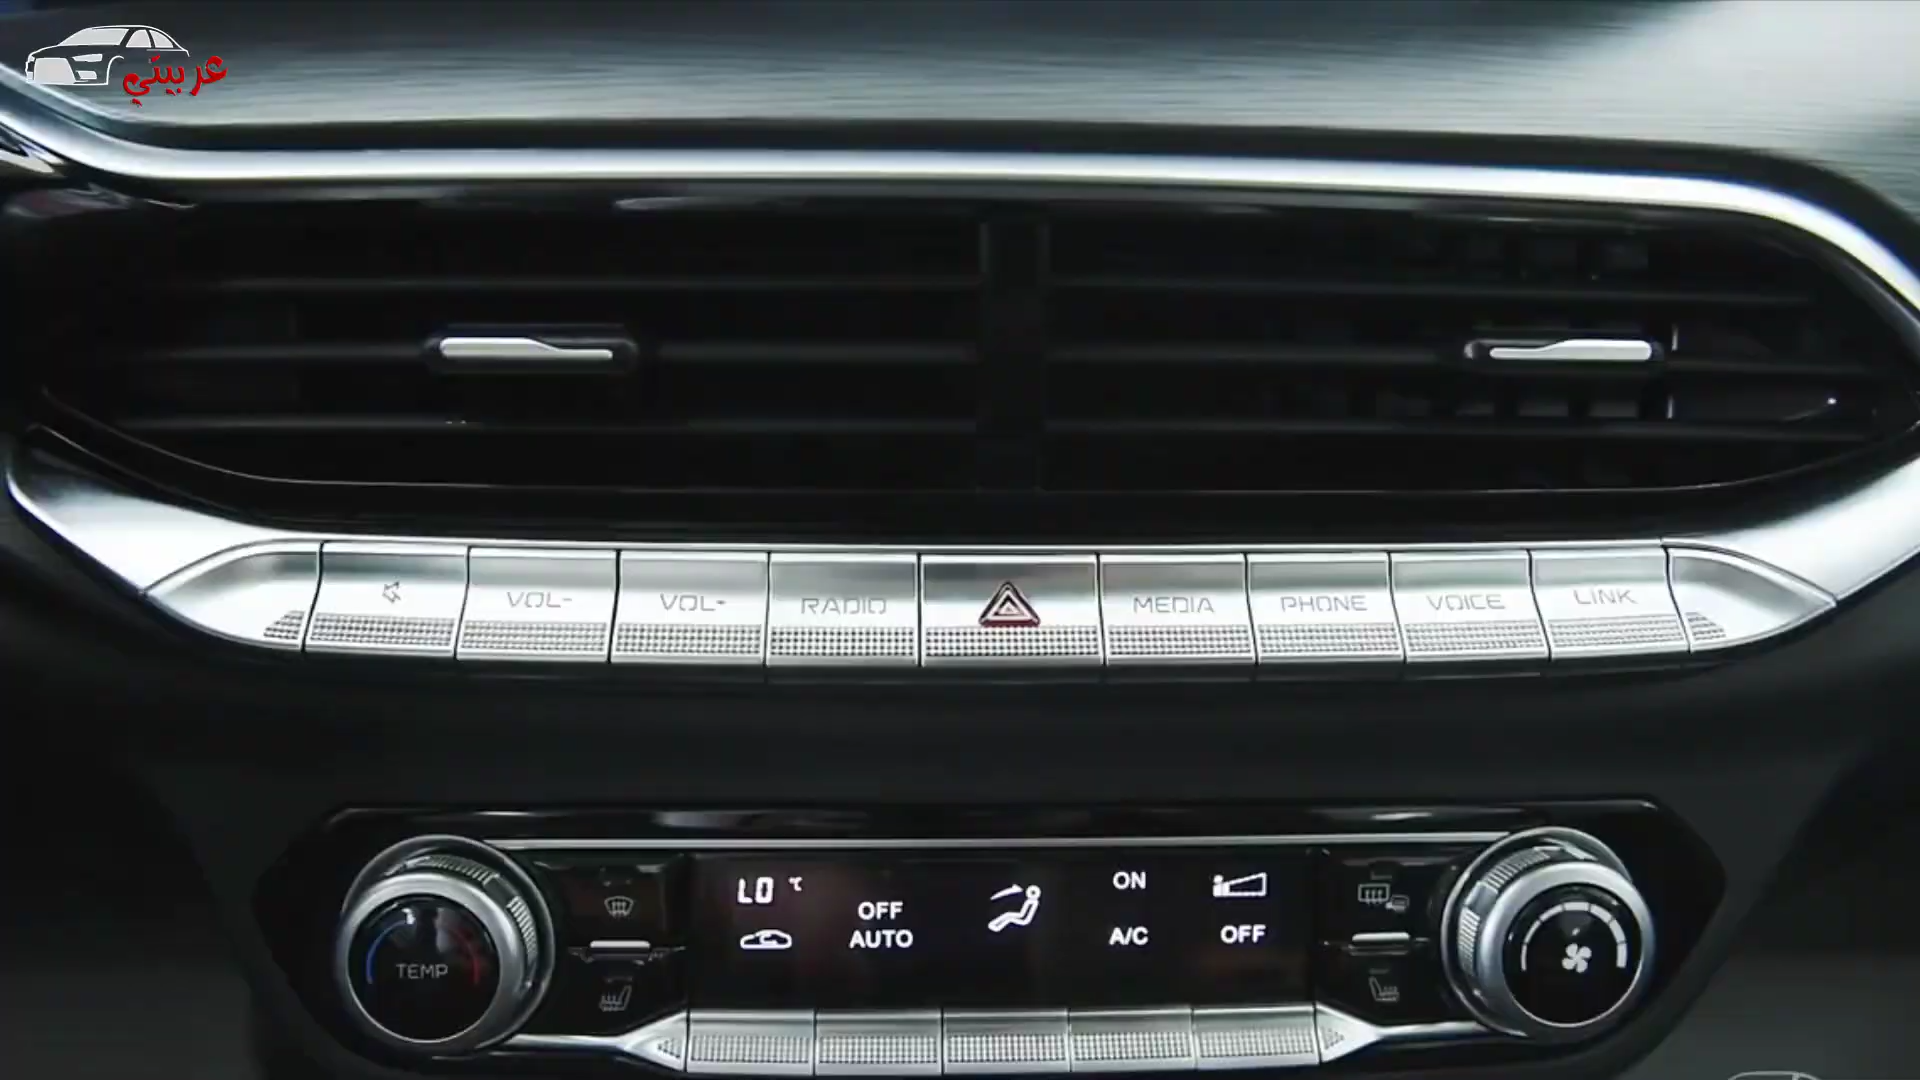 عربيتي
VOL-
VOL+
RADIO
MEDIA
PHONE
VOICE
LINK
LO °C
OFF
AUTO
ON
A/C
OFF
TEMP